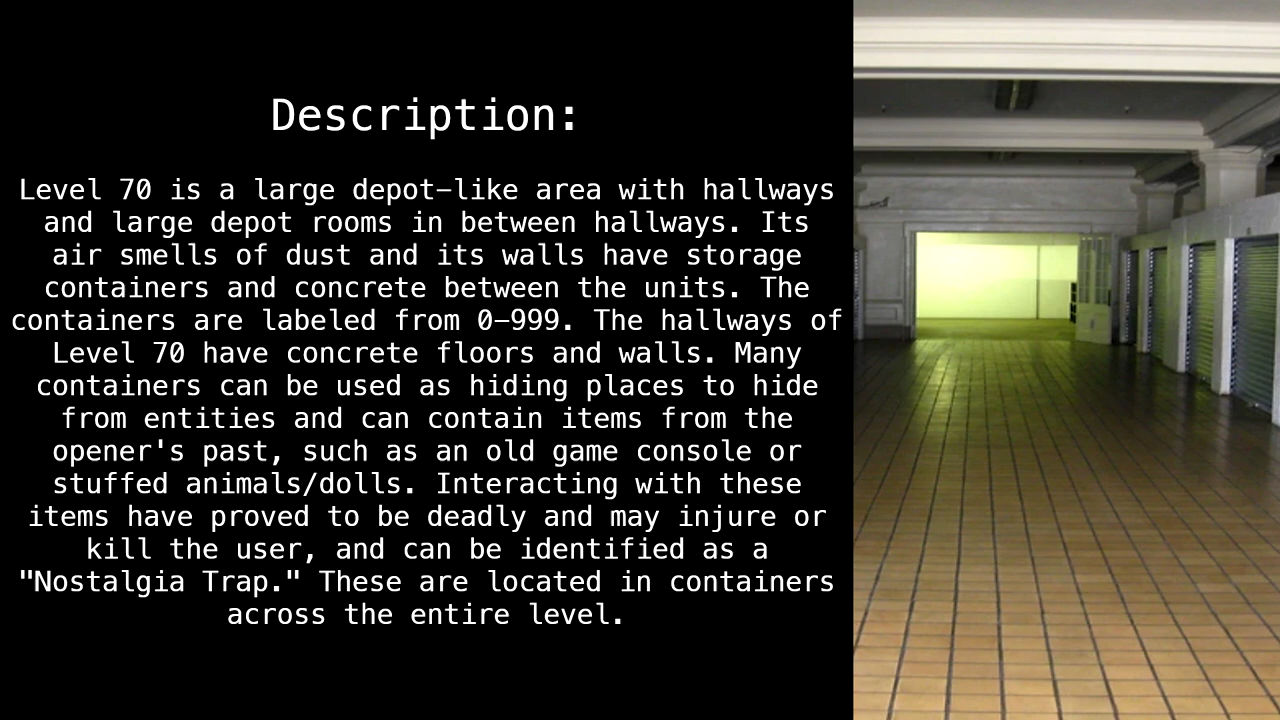 Description:
Level 70 is a large depot-like area with hallways
and large depot rooms in between hallways. Its
air smells of dust and its walls have storage
containers and concrete between the units. The
containers are labeled from 0-999. The hallways of
Level 70 have concrete floors and walls. Many
containers can be used as hiding places to hide
from entities and can contain items from the
opener's past, such as an old game console or
stuffed animals/dolls. Interacting with these
items have proved to be deadly and may injure or
kill the user, and can be identified as a
"Nostalgia Trap." These are located in containers
across the entire level.